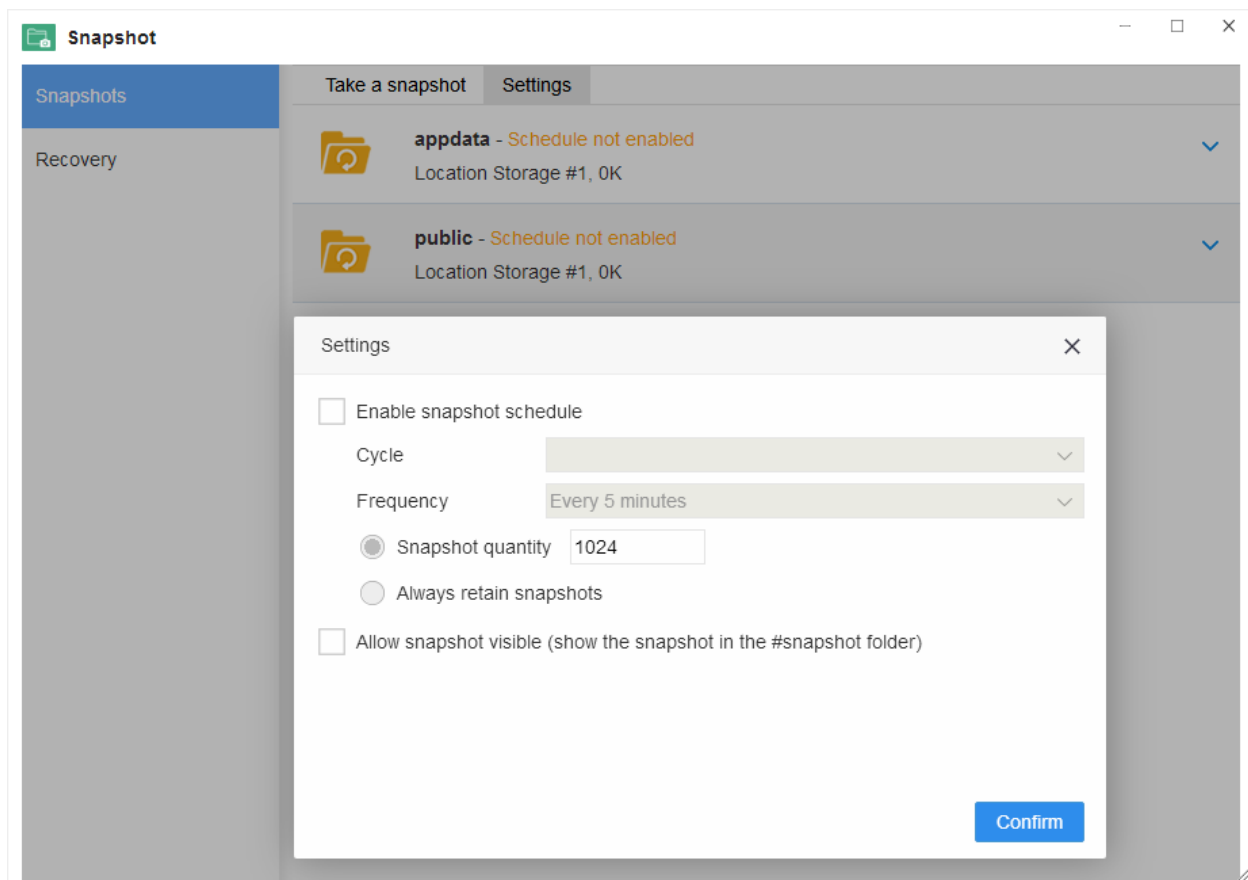 Snapshot
Snapshots
Recovery
Take a snapshot Settings
appdata - Schedule not enabled
Location Storage #1, 0K
public - Schedule not enabled
Location Storage #1, 0K
Settings
Enable snapshot schedule
Cycle
Frequency Every 5 minutes
Snapshot quantity 1024
Always retain snapshots
Allow snapshot visible (show the snapshot in the #snapshot folder)
Confirm